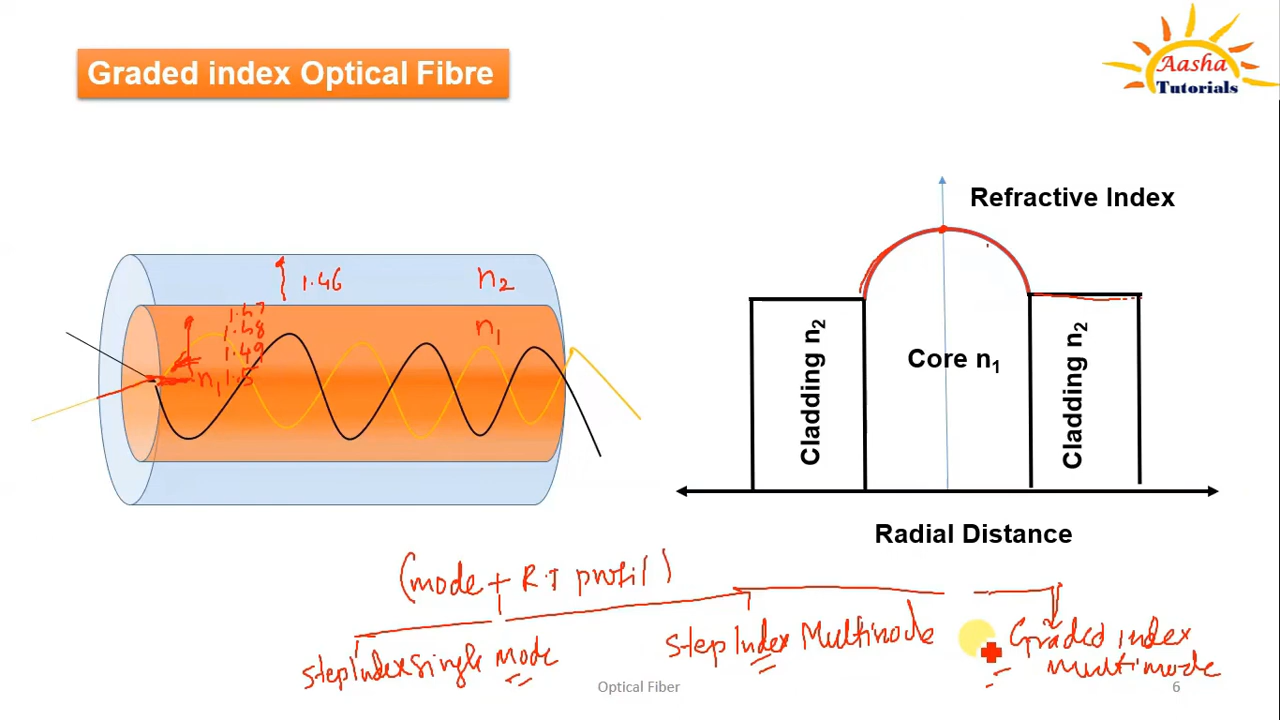 Graded index Optical Fibre
Aasha
Tutorials
Refractive Index
1.46
n2
n1
1.47
1.48
1.49
n1 1.5
Cladding n2
Core n1
Cladding n2
Radial Distance
(mode + R.I profil)
step Index single Mode
step Index Multimode
Graded index
multimode
Optical Fiber
6